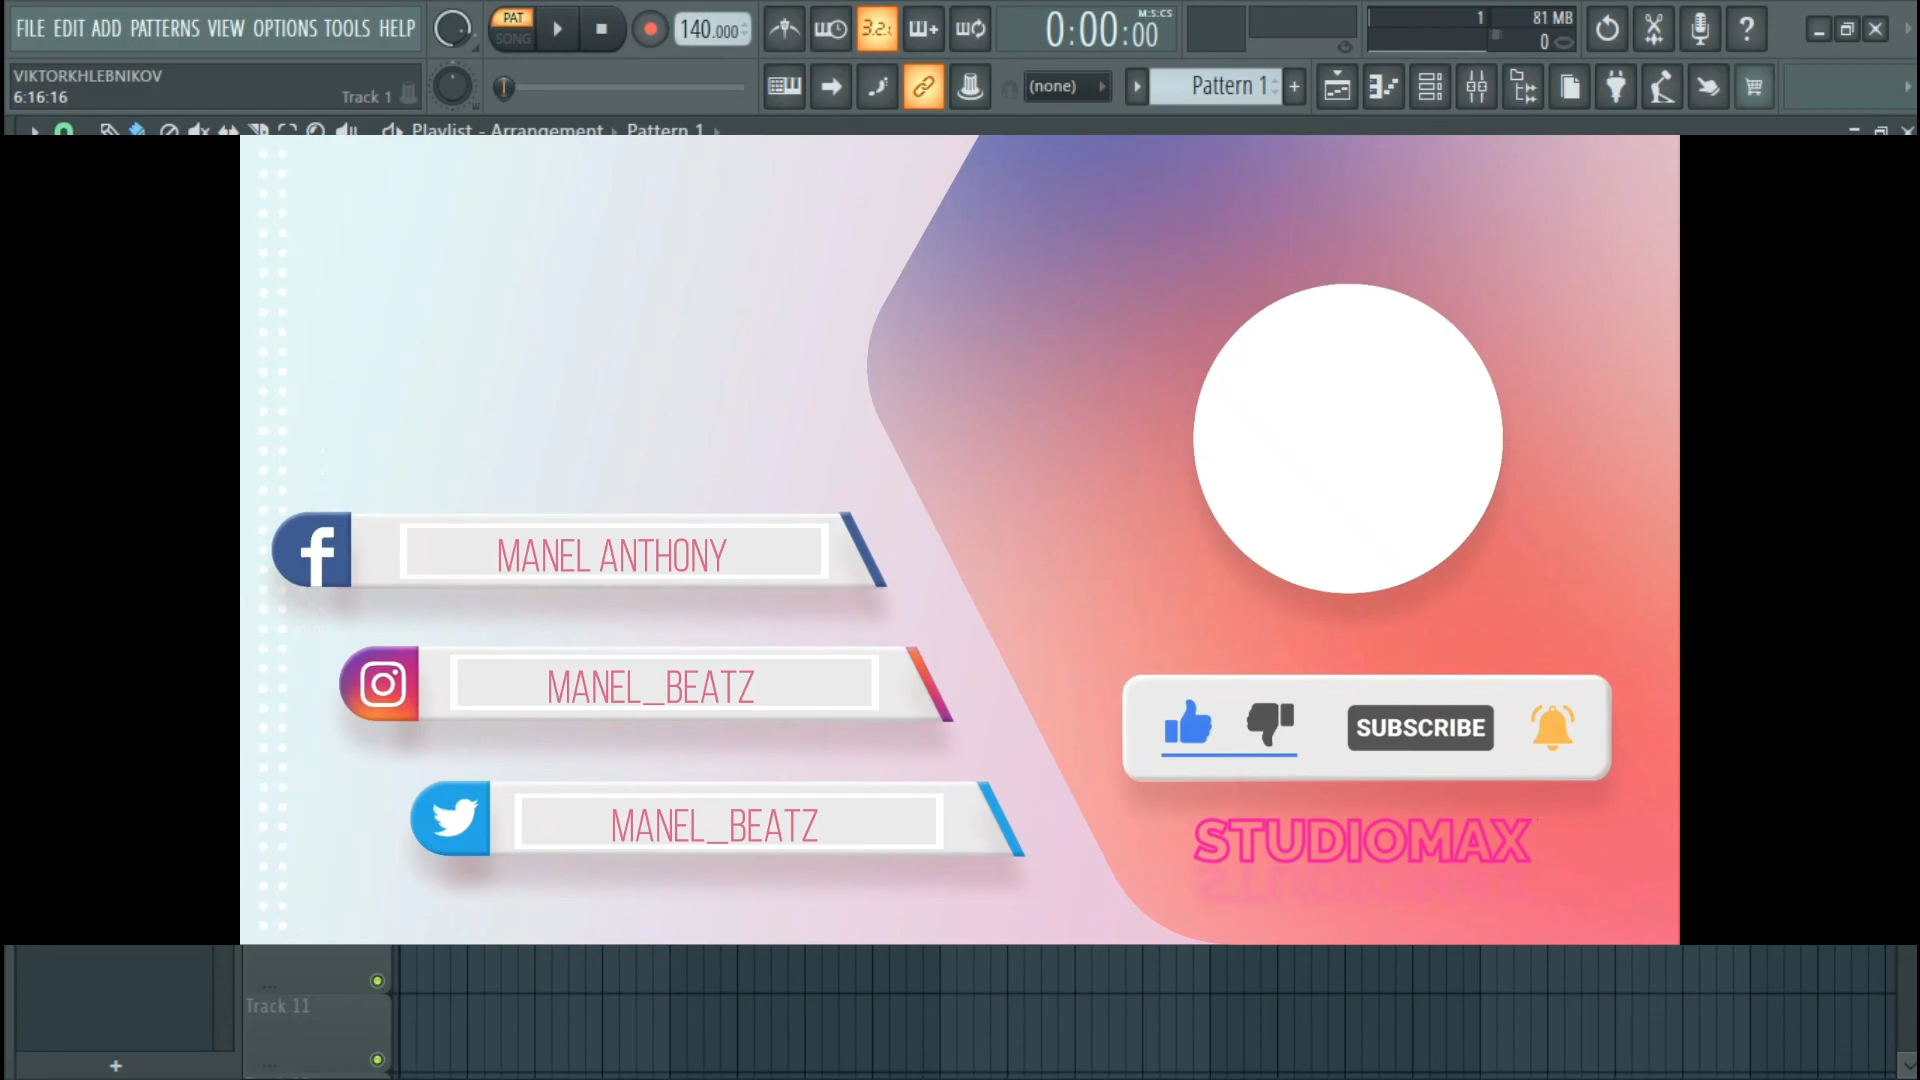 FILE EDIT ADD PATTERNS VIEW OPTIONS TOOLS HELP
PAT
SONG
140.000
3.2.
0:00:00
M:S:CS
1
81 MB
0
?
VIKTORKHLEBNIKOV
6:16:16
Track 1
(none)
Pattern 1
+
Playlist - Arrangement Pattern 1
MANEL ANTHONY
MANEL_BEATZ
MANEL_BEATZ
SUBSCRIBE
STUDIOMAX
Track 11
+